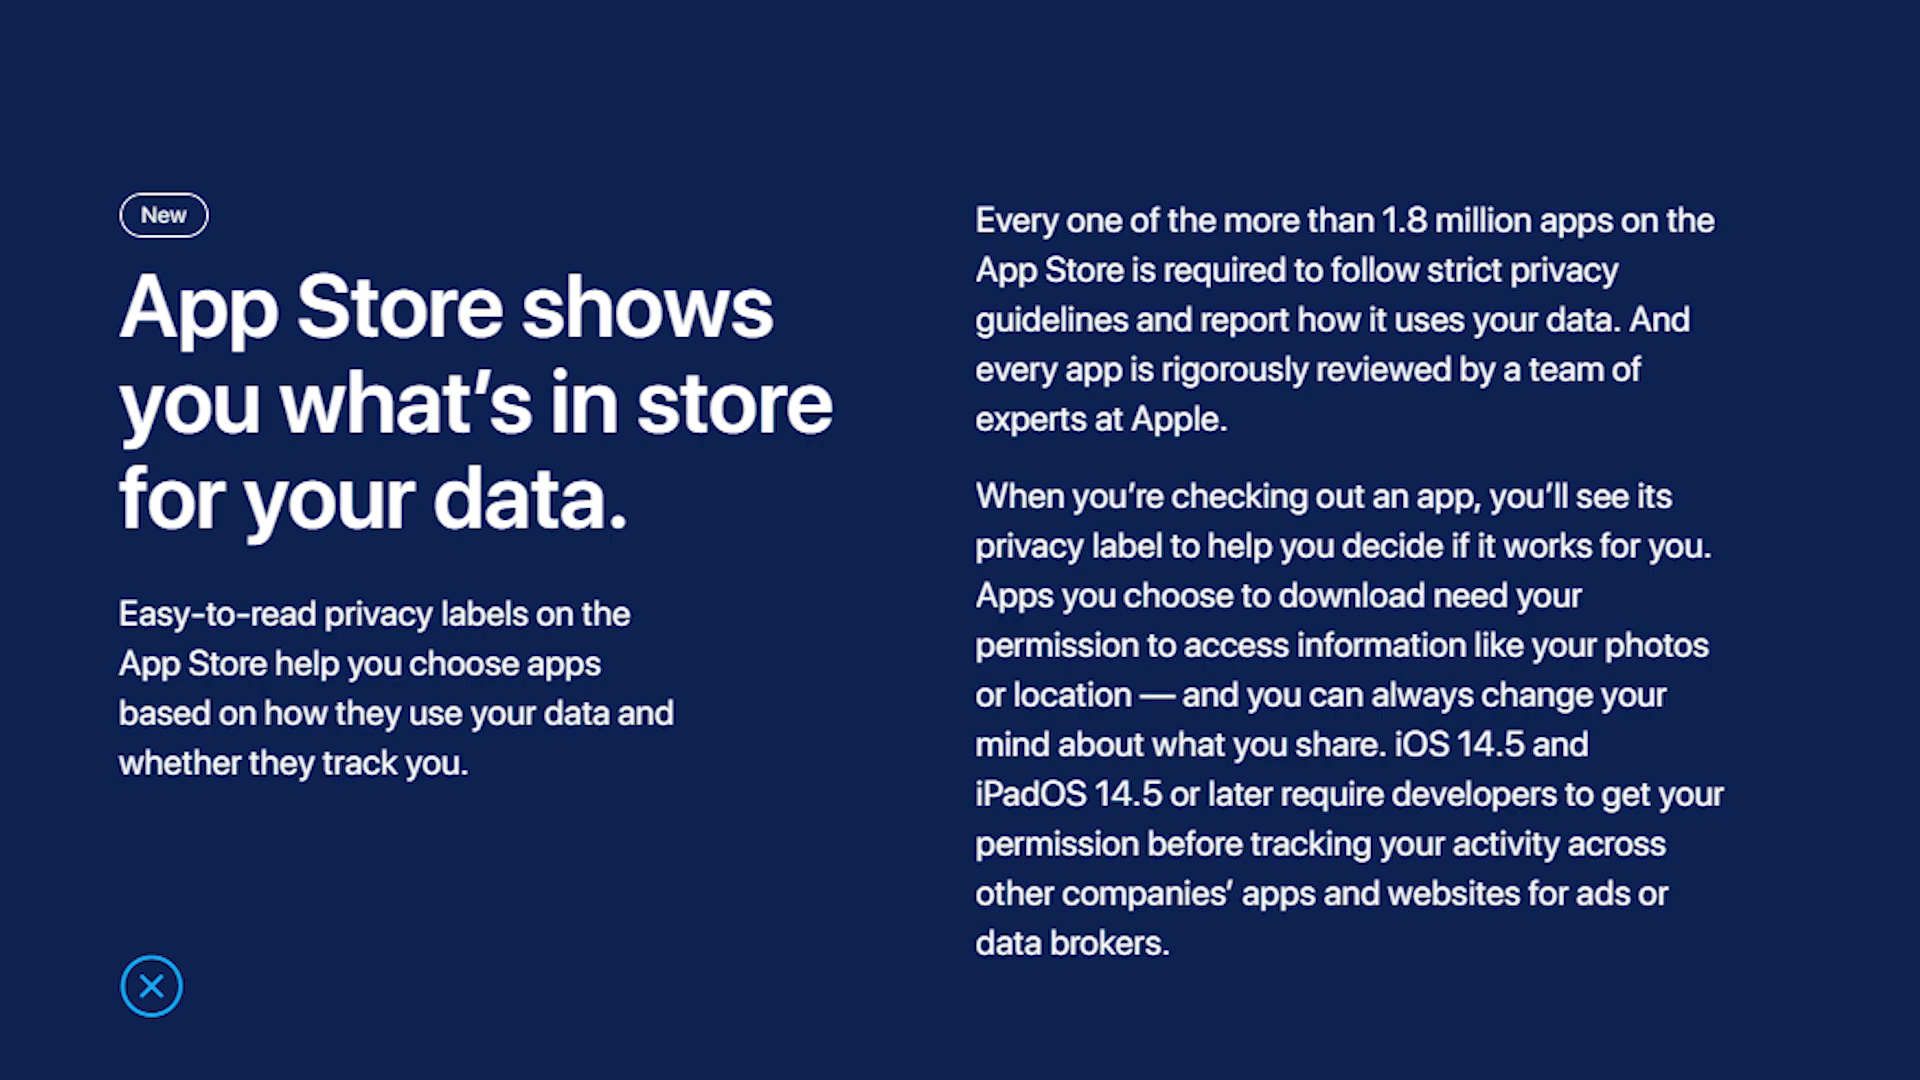 New
App Store shows
you what’s in store
for your data.
Easy-to-read privacy labels on the
App Store help you choose apps
based on how they use your data and
whether they track you.
Every one of the more than 1.8 million apps on the
App Store is required to follow strict privacy
guidelines and report how it uses your data. And
every app is rigorously reviewed by a team of
experts at Apple.
When you’re checking out an app, you’ll see its
privacy label to help you decide if it works for you.
Apps you choose to download need your
permission to access information like your photos
or location — and you can always change your
mind about what you share. iOS 14.5 and
iPadOS 14.5 or later require developers to get your
permission before tracking your activity across
other companies’ apps and websites for ads or
data brokers.